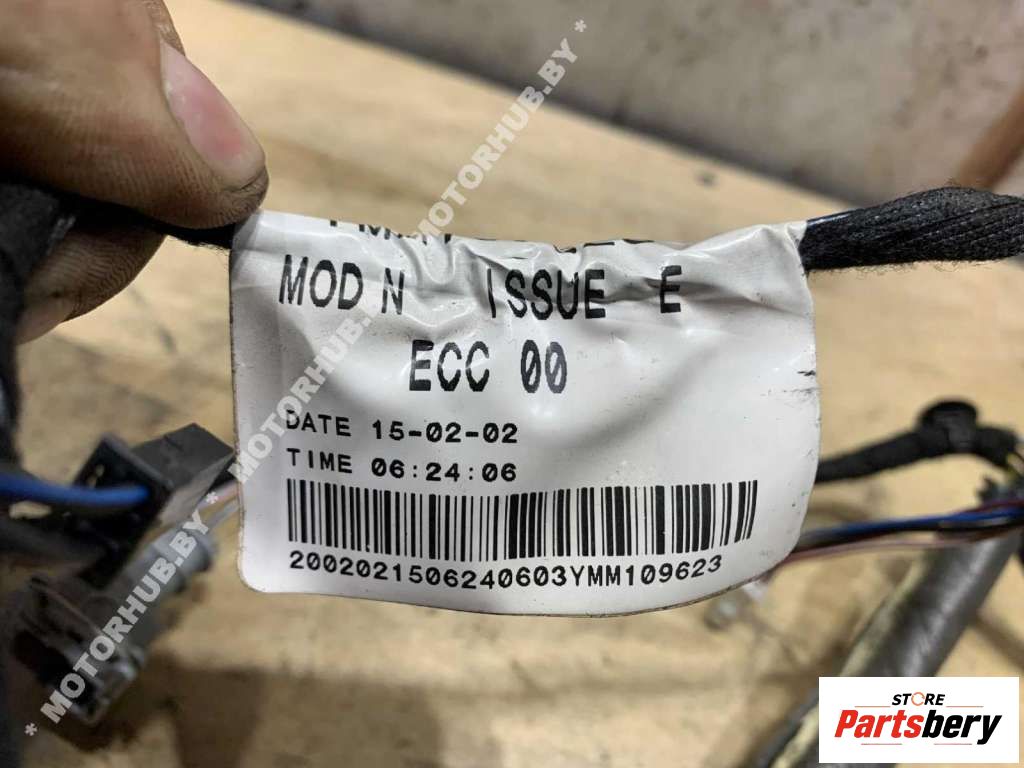 MOD N ISSUE E
ECC 00
DATE 15-02-02
TIME 06:24:06
2002021506240603YMM109623
* MOTORHUB.BY * MOTORHUB.BY * MOTORHUB.BY *
STORE
Partsbery